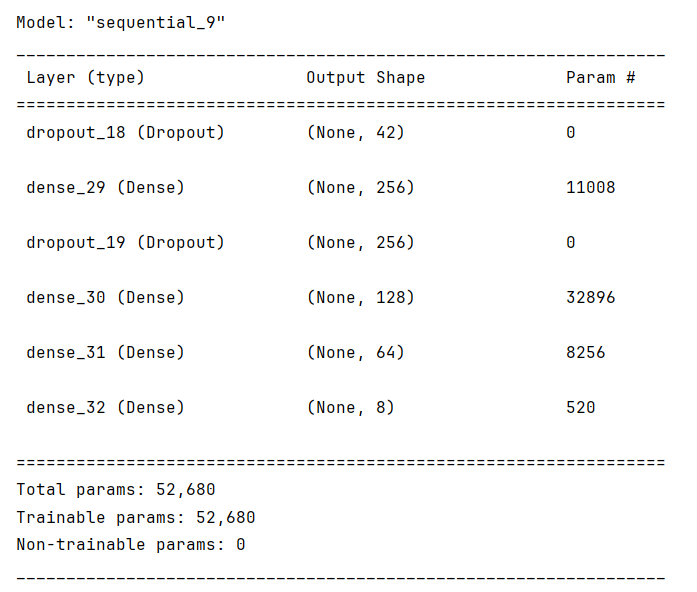 Model: "sequential_9"
_________________________________________________________________
Layer (type) Output Shape Param #
=================================================================
dropout_18 (Dropout) (None, 42) 0
dense_29 (Dense) (None, 256) 11008
dropout_19 (Dropout) (None, 256) 0
dense_30 (Dense) (None, 128) 32896
dense_31 (Dense) (None, 64) 8256
dense_32 (Dense) (None, 8) 520
=================================================================
Total params: 52,680
Trainable params: 52,680
Non-trainable params: 0
_________________________________________________________________